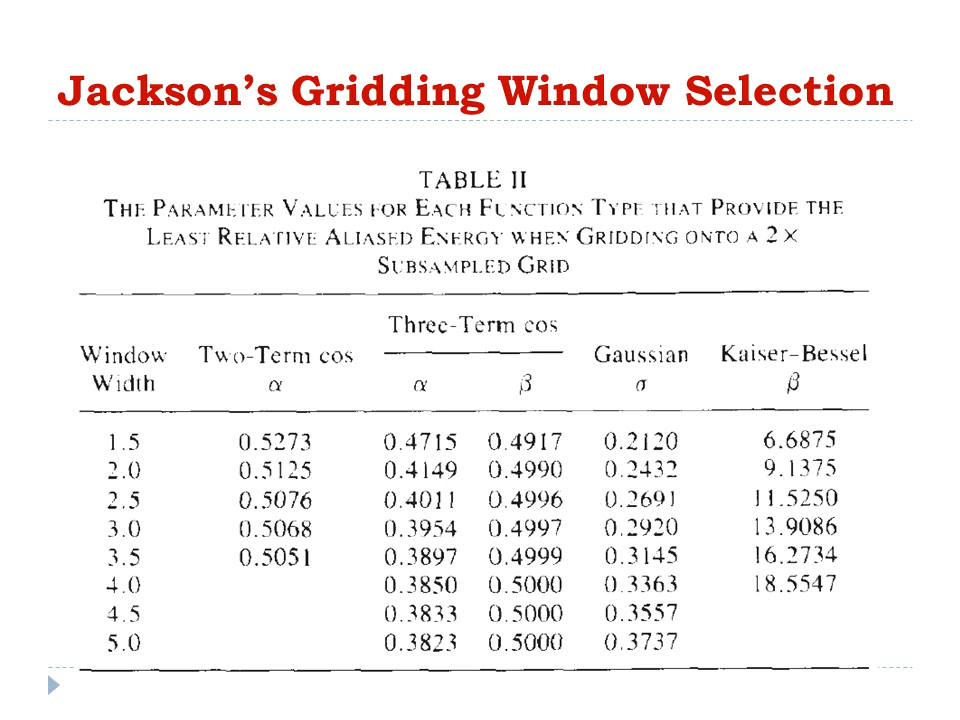 Jackson's Gridding Window Selection
TABLE II
THE PARAMETER VALUES FOR EACH FUNCTION TYPE THAT PROVIDE THE
LEAST RELATIVE ALIASED ENERGY WHEN GRIDDING ONTO A 2 ×
SUBSAMPLED GRID
Three-Term cos
Window Two-Term cos Gaussian Kaiser–Bessel
Width α α β σ β
1.5 0.5273 0.4715 0.4917 0.2120 6.6875
2.0 0.5125 0.4149 0.4990 0.2432 9.1375
2.5 0.5076 0.4011 0.4996 0.2691 11.5250
3.0 0.5068 0.3954 0.4997 0.2920 13.9086
3.5 0.5051 0.3897 0.4999 0.3145 16.2734
4.0 0.3850 0.5000 0.3363 18.5547
4.5 0.3833 0.5000 0.3557
5.0 0.3823 0.5000 0.3737